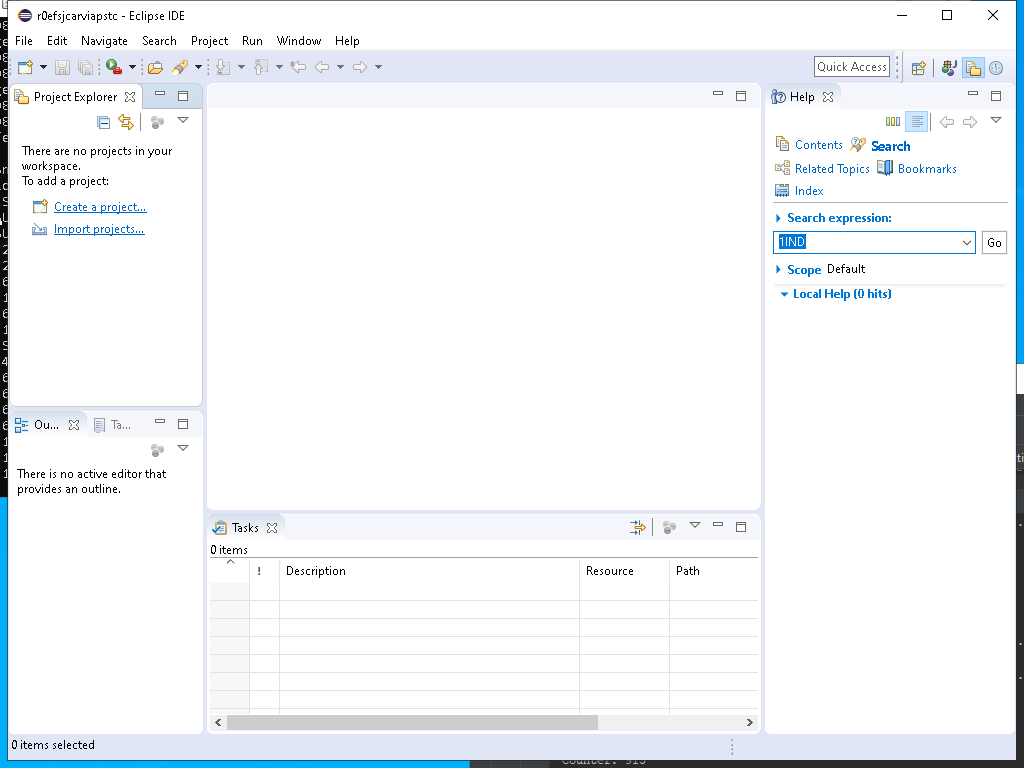 r0efsjcarviapstc - Eclipse IDE
File Edit Navigate Search Project Run Window Help
Quick Access
Project Explorer
There are no projects in your
workspace.
To add a project:
Create a project...
Import projects...
Ou...
Ta...
There is no active editor that
provides an outline.
Tasks
0 items
! Description Resource Path
Help
Contents Search
Related Topics Bookmarks
Index
Search expression:
1IND
Go
Scope Default
Local Help (0 hits)
0 items selected